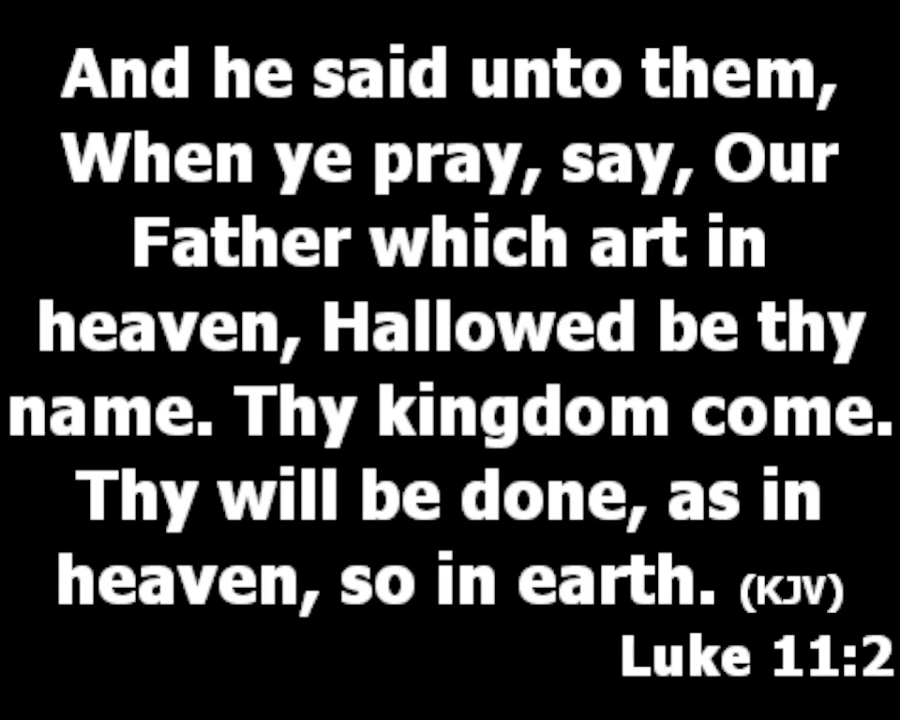 And he said unto them,
When ye pray, say, Our
Father which art in
heaven, Hallowed be thy
name. Thy kingdom come.
Thy will be done, as in
heaven, so in earth. (KJV)
Luke 11:2